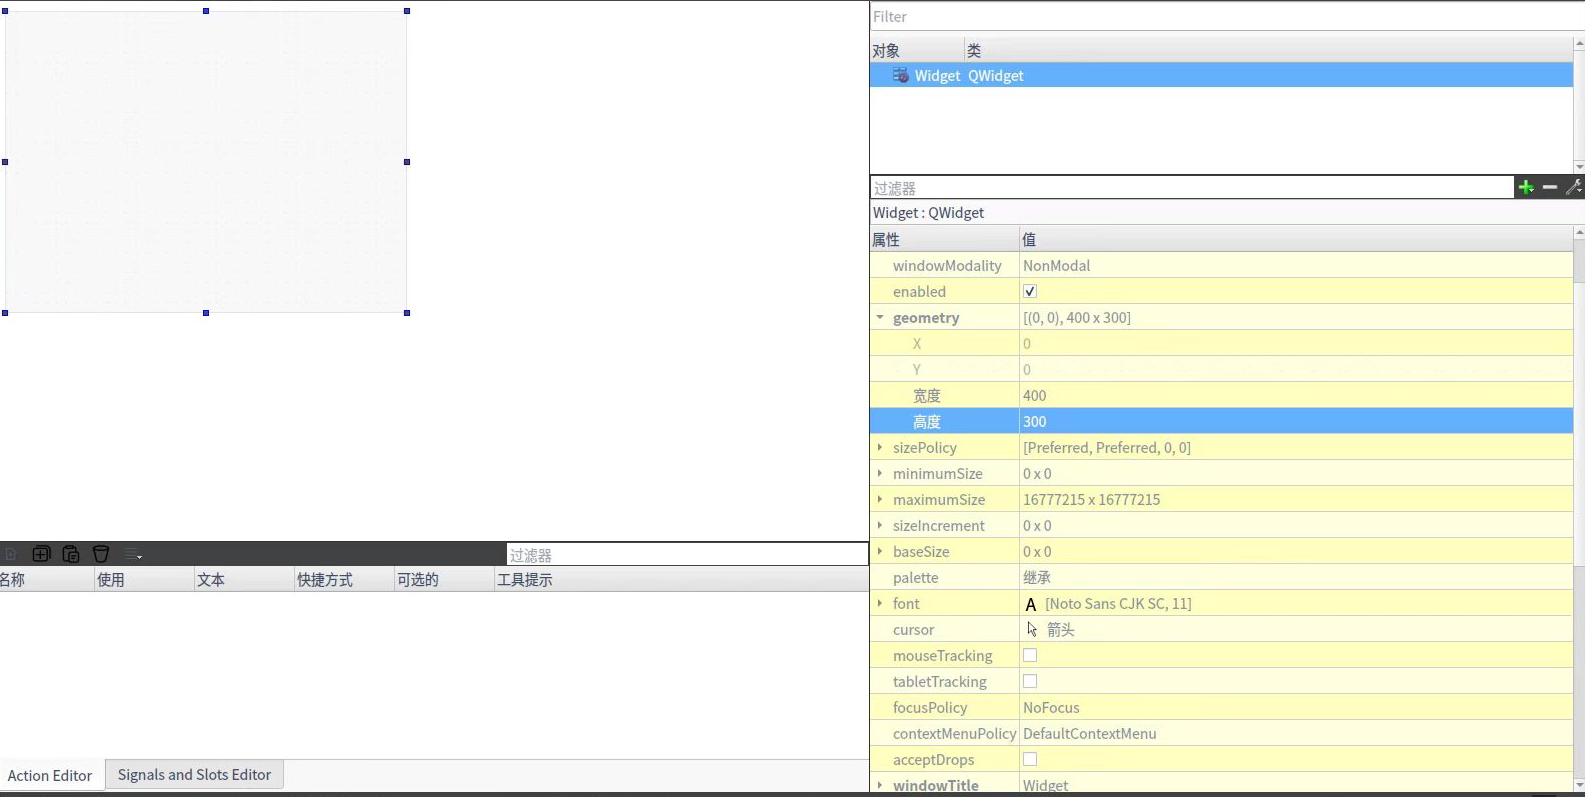 Filter
对象 类
Widget QWidget
过滤器
Widget : QWidget
属性 值
windowModality NonModal
enabled
geometry [(0, 0), 400 x 300]
X 0
Y 0
宽度 400
高度 300
sizePolicy [Preferred, Preferred, 0, 0]
minimumSize 0 x 0
maximumSize 16777215 x 16777215
sizeIncrement 0 x 0
baseSize 0 x 0
palette 继承
font A [Noto Sans CJK SC, 11]
cursor 箭头
mouseTracking
tabletTracking
focusPolicy NoFocus
contextMenuPolicy DefaultContextMenu
acceptDrops
windowTitle Widget
过滤器
名称 使用 文本 快捷方式 可选的 工具提示
Action Editor Signals and Slots Editor